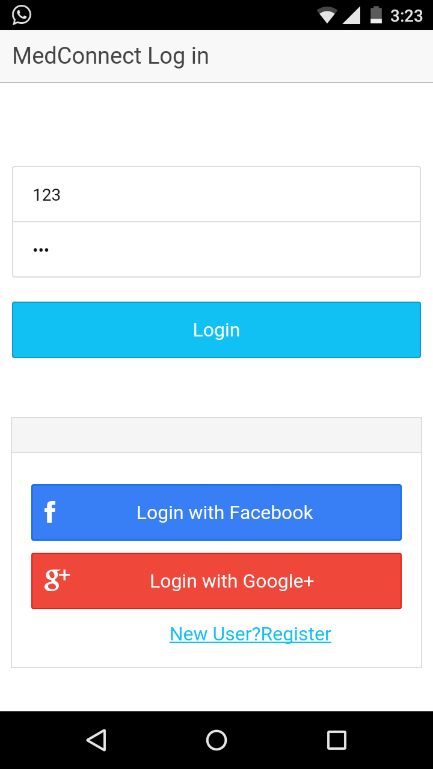 3:23
MedConnect Log in
123
•••
Login
f
Login with Facebook
g+
Login with Google+
New User?Register